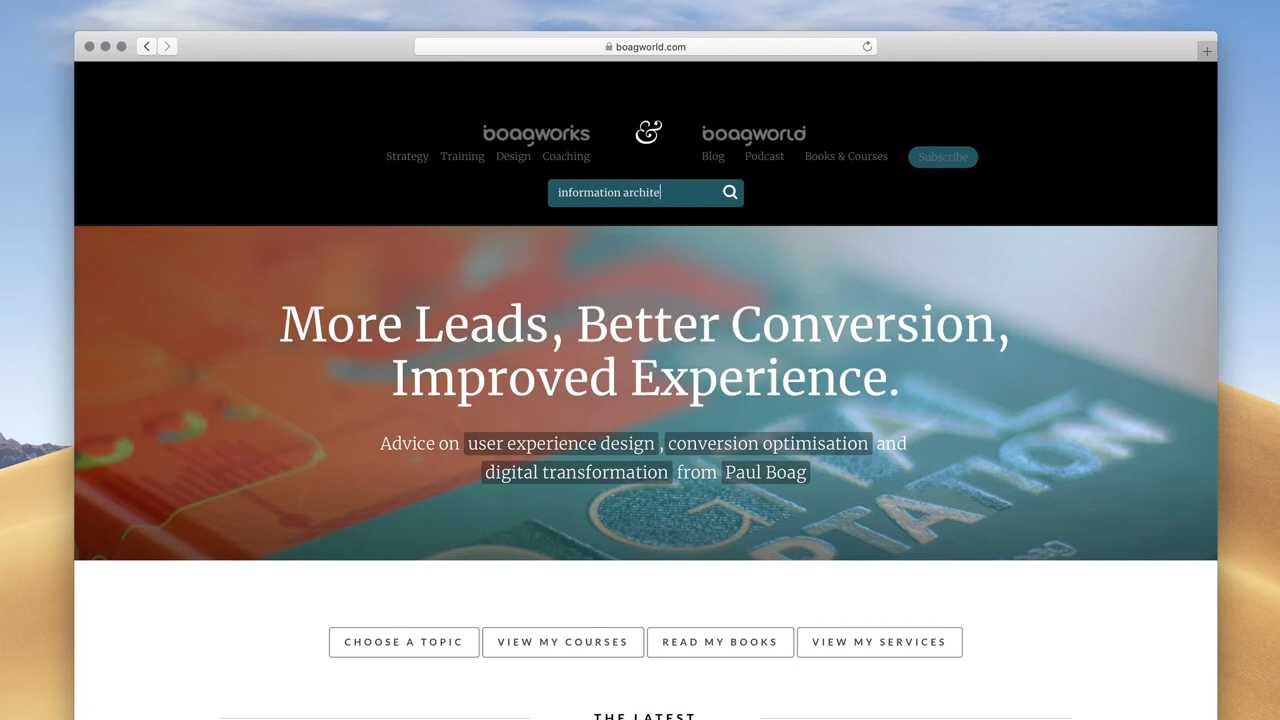 boagworld.com
boagworks & boagworld
Strategy Training Design Coaching Blog Podcast Books & Courses Subscribe
information archite
More Leads, Better Conversion,
Improved Experience.
Advice on user experience design , conversion optimisation and
digital transformation from Paul Boag
CHOOSE A TOPIC VIEW MY COURSES READ MY BOOKS VIEW MY SERVICES
THE LATEST